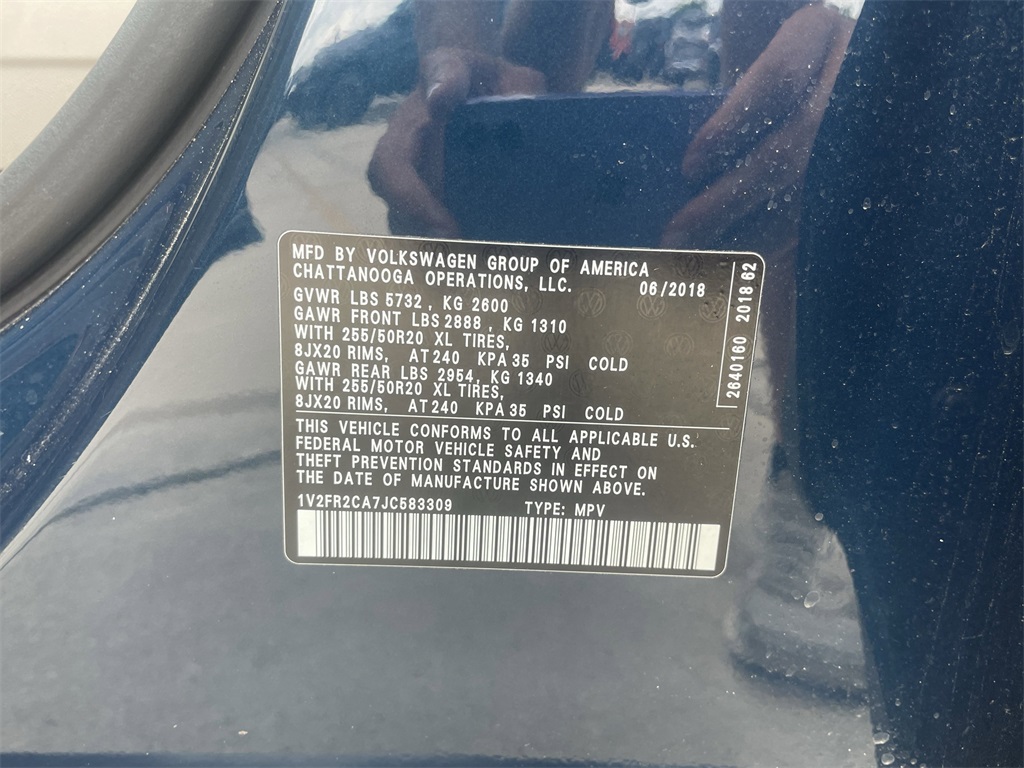 MFD BY VOLKSWAGEN GROUP OF AMERICA
CHATTANOOGA OPERATIONS, LLC. 06/2018
GVWR LBS 5732, KG 2600
GAWR FRONT LBS 2888, KG 1310
WITH 255/50R20 XL TIRES,
8JX20 RIMS, AT 240 KPA 35 PSI COLD
GAWR REAR LBS 2954, KG 1340
WITH 255/50R20 XL TIRES,
8JX20 RIMS, AT 240 KPA 35 PSI COLD
THIS VEHICLE CONFORMS TO ALL APPLICABLE U.S.
FEDERAL MOTOR VEHICLE SAFETY AND
THEFT PREVENTION STANDARDS IN EFFECT ON
THE DATE OF MANUFACTURE SHOWN ABOVE.
1V2FR2CA7JC583309 TYPE: MPV
2640160 201862